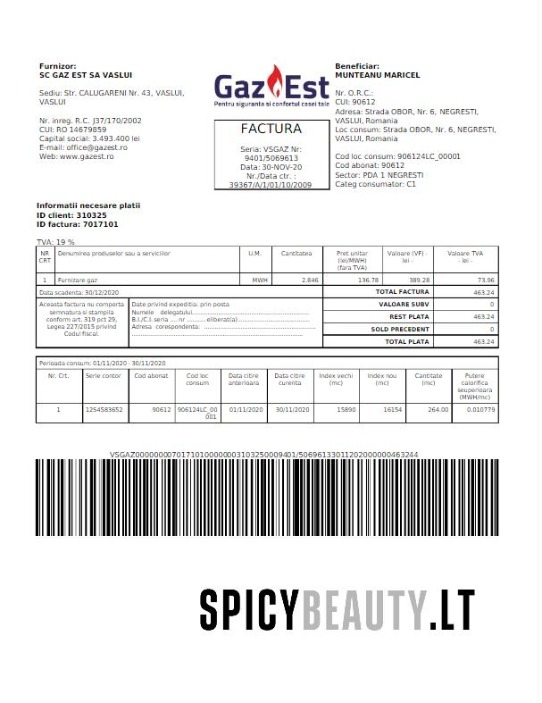 Furnizor:
SC GAZ EST SA VASLUI
Sediu: Str. CALUGARENI Nr. 43, VASLUI,
VASLUI
Nr. inreg. R.C. J37/170/2002
CUI: RO 14679859
Capital social: 3.493.400 lei
E-mail: office@gazest.ro
Web: www.gazest.ro
Gaz Est
Pentru siguranta si confortul casei tale
FACTURA
Seria: VSGAZ Nr:
9401/5069613
Data: 30-NOV-20
Nr./Data ctr. :
39367/A/1/01/10/2009
Beneficiar:
MUNTEANU MARICEL
Nr. O.R.C.:
CUI: 90612
Adresa: Strada OBOR, Nr. 6, NEGRESTI,
VASLUI, Romania
Loc consum: Strada OBOR, Nr. 6, NEGRESTI,
VASLUI, Romania
Cod loc consum: 906124LC_00001
Cod abonat: 90612
Sector: PDA 1 NEGRESTI
Categ consumator: C1
Informatii necesare platii
ID client: 310325
ID factura: 7017101
TVA: 19 %
NR CRT Denumirea produselor sau a serviciilor U.M. Cantitatea Pret unitar (lei/MWH) (fara TVA) Valoare (VF) - lei - Valoare TVA - lei -
1 Furnizare gaz MWH 2.846 136.78 389.28 73.96
Data scadenta: 30/12/2020 TOTAL FACTURA 463.24
Aceasta factura nu comporta
semnatura si stampila
conform art. 319 pct 29,
Legea 227/2015 privind
Codul fiscal.
Date privind expeditia: prin posta
Numele delegatului
B.I./C.I. seria .... nr ........ eliberat(a)
Adresa corespondenta:
VALOARE SUBV 0
REST PLATA 463.24
SOLD PRECEDENT 0
TOTAL PLATA 463.24
Perioada consum: 01/11/2020 - 30/11/2020
Nr. Crt. Serie contor Cod abonat Cod loc consum Data citire anterioara Data citire curenta Index vechi (mc) Index nou (mc) Cantitate (mc) Putere calorifica seuperioara (MWH/mc)
1 1254583652 90612 906124LC_00001 01/11/2020 30/11/2020 15890 16154 264.00 0.010779
SPICYBEAUTY.LT